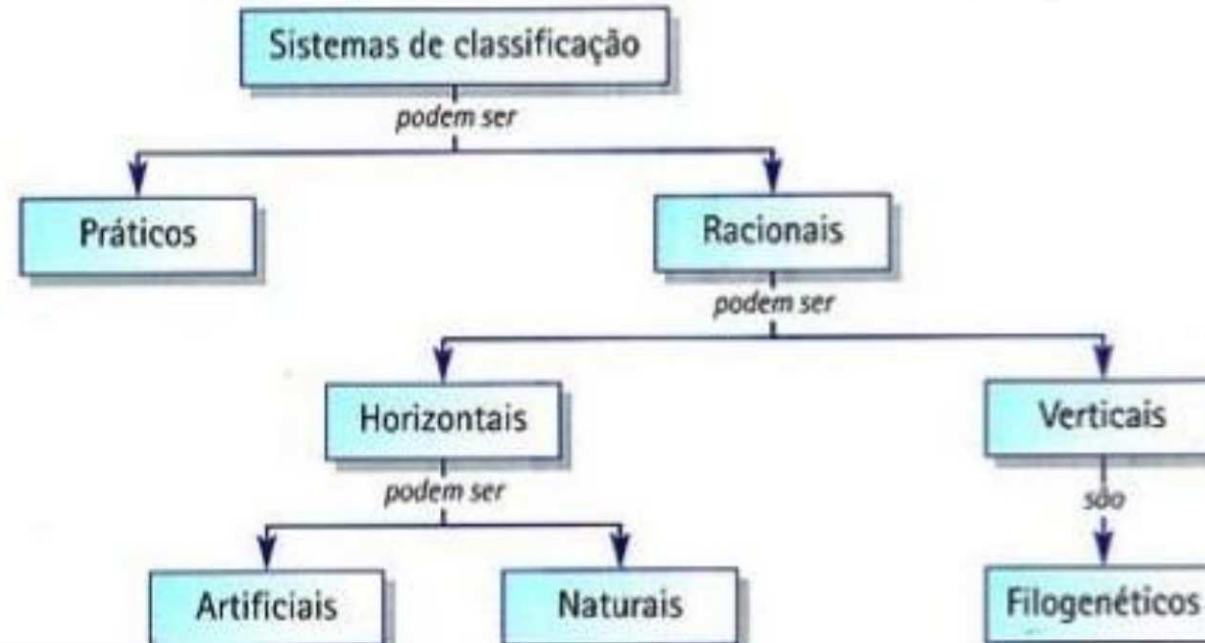 Sistemas de classificação
podem ser
Práticos
Racionais
podem ser
Horizontais
Verticais
podem ser
são
Artificiais
Naturais
Filogenéticos